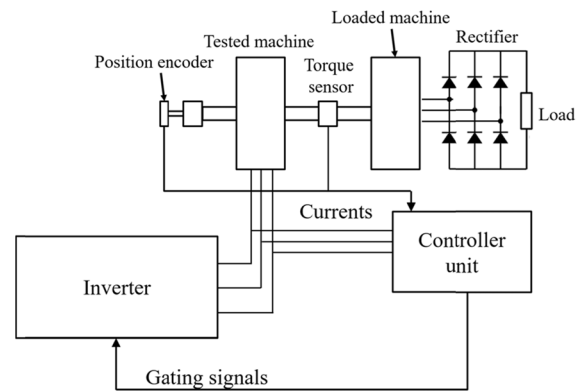 Loaded machine
Tested machine
Rectifier
Position encoder
Torque
sensor
Load
Currents
Controller
unit
Inverter
Gating signals